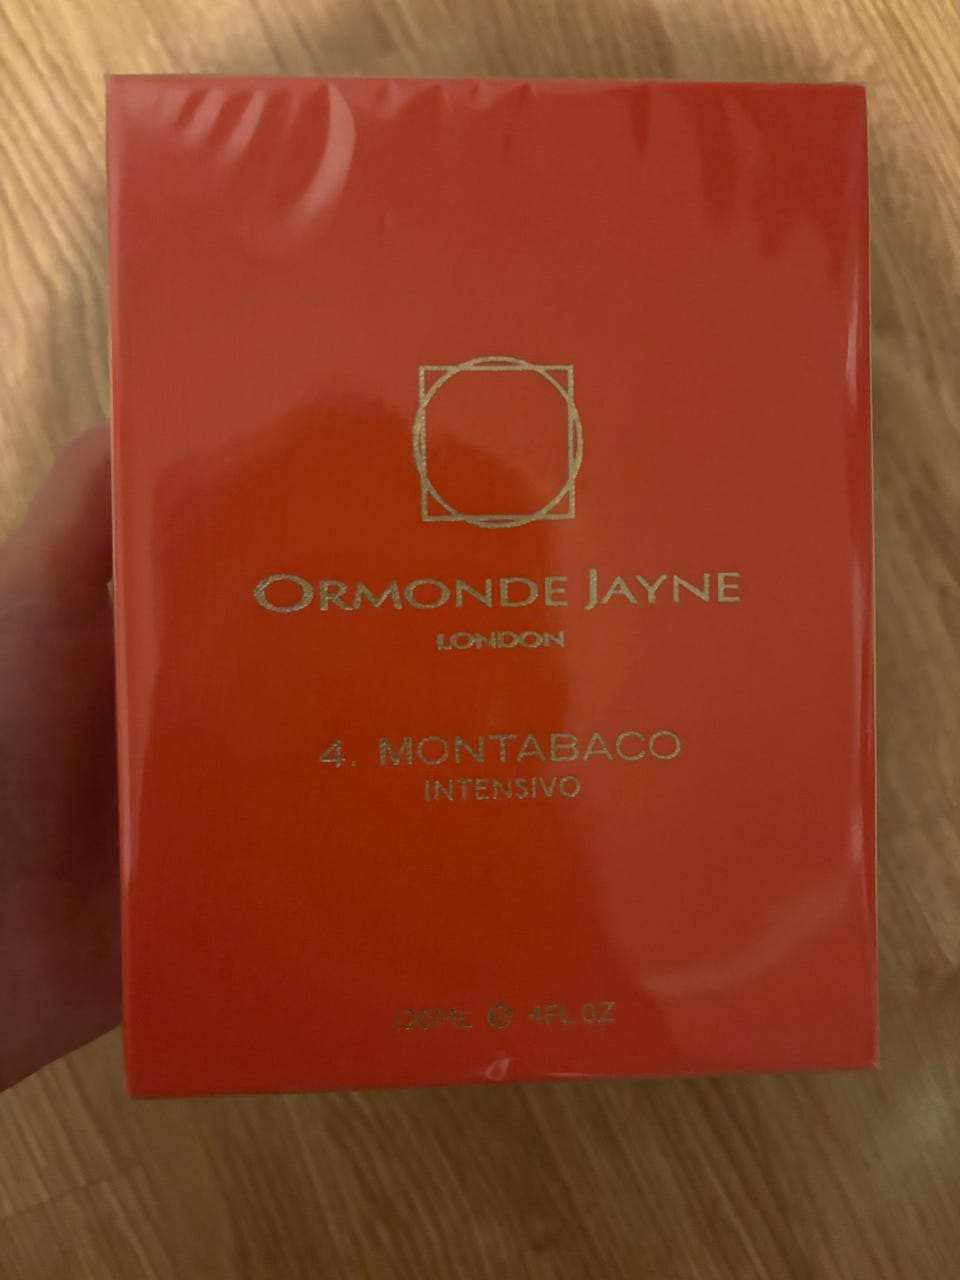 ORMONDE JAYNE
LONDON
4. MONTABACO
INTENSIVO
120ML ℮ 4FL.OZ